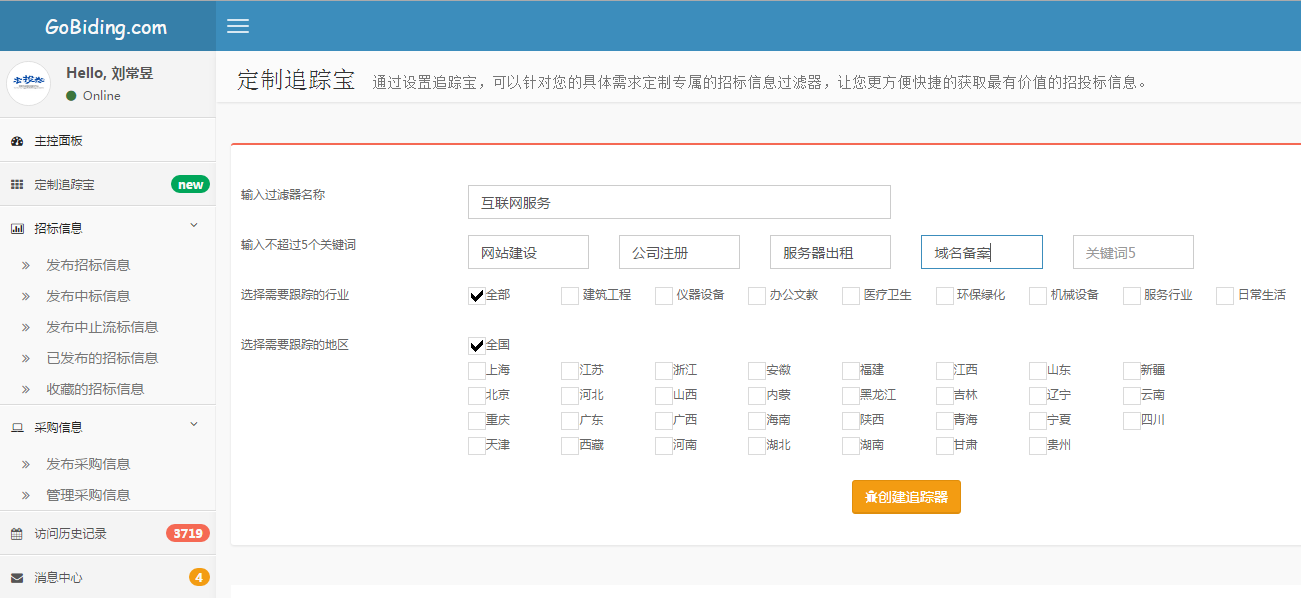 GoBiding.com
Hello, 刘常昱
Online
主控面板
定制追踪宝 new
招标信息
发布招标信息
发布中标信息
发布中止流标信息
已发布的招标信息
收藏的招标信息
采购信息
发布采购信息
管理采购信息
访问历史记录 3719
消息中心 4
定制追踪宝 通过设置追踪宝，可以针对您的具体需求定制专属的招标信息过滤器，让您更方便快捷的获取最有价值的招投标信息。
输入过滤器名称 互联网服务
输入不超过5个关键词 网站建设 公司注册 服务器出租 域名备案 关键词5
选择需要跟踪的行业 全部 建筑工程 仪器设备 办公文教 医疗卫生 环保绿化 机械设备 服务行业 日常生活
选择需要跟踪的地区 全国
上海 江苏 浙江 安徽 福建 江西 山东 新疆
北京 河北 山西 内蒙 黑龙江 吉林 辽宁 云南
重庆 广东 广西 海南 陕西 青海 宁夏 四川
天津 西藏 河南 湖北 湖南 甘肃 贵州
创建追踪器